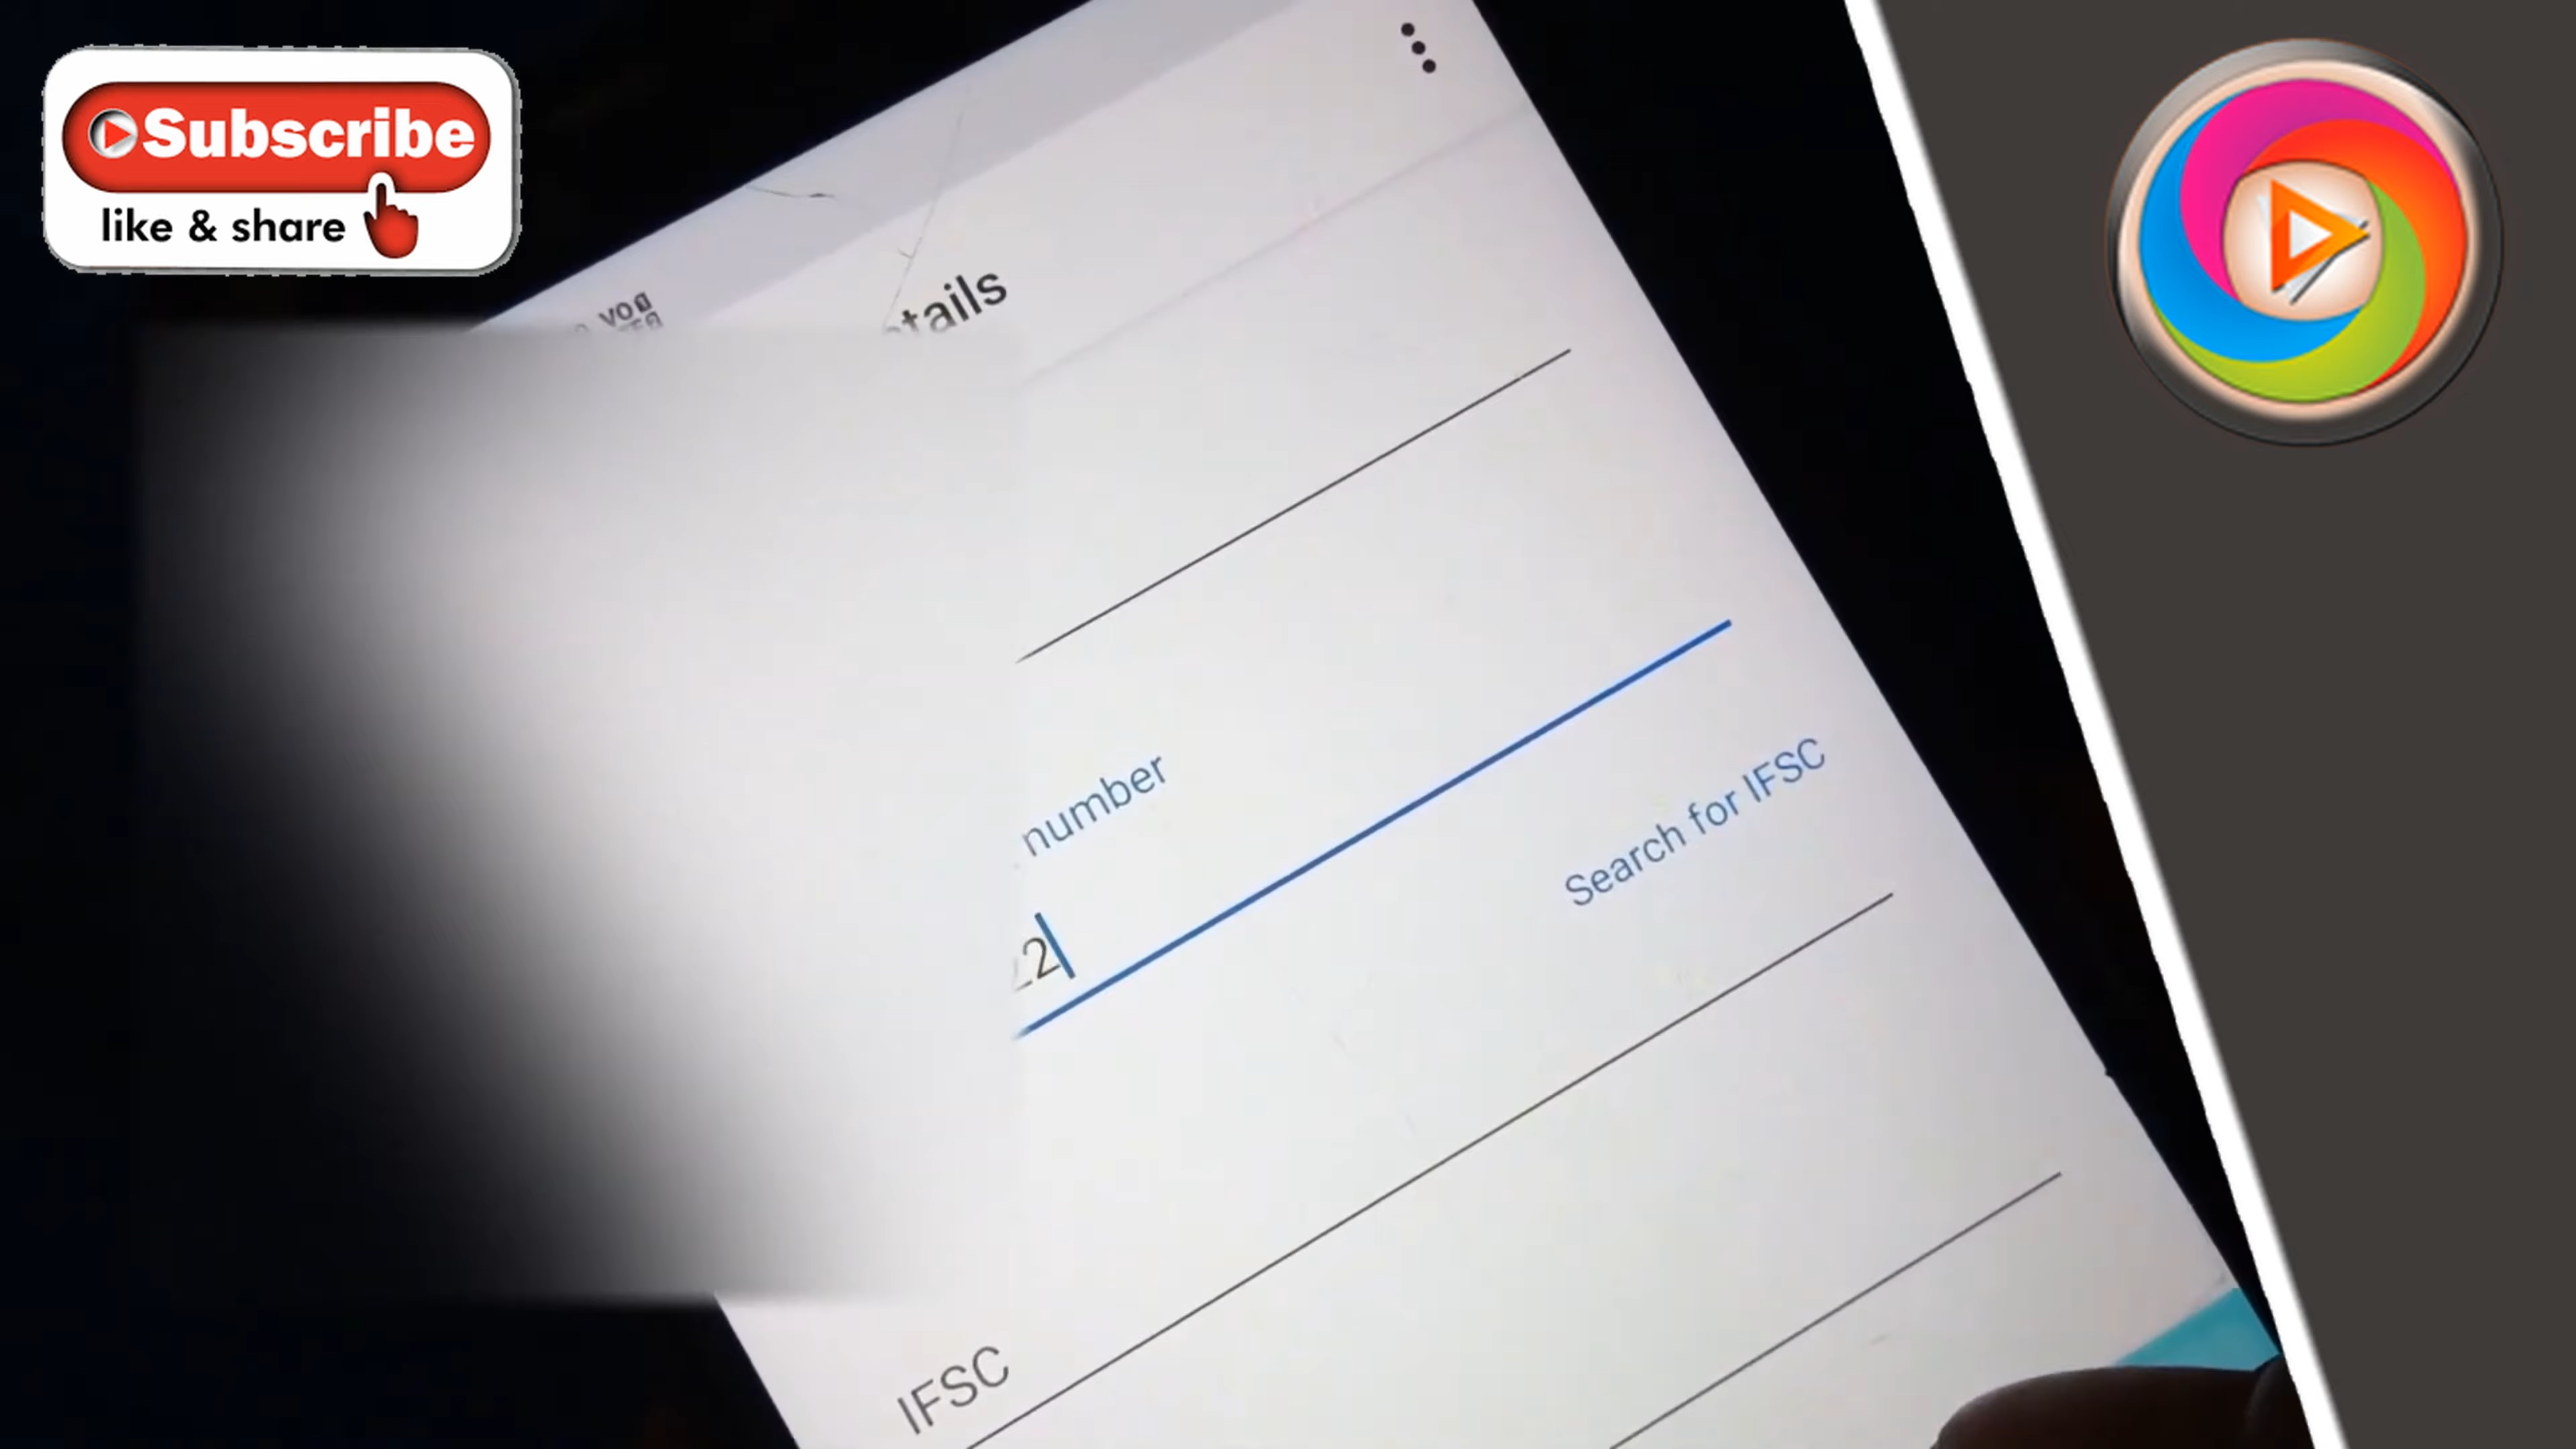 Subscribe
like & share
tails
number
2
Search for IFSC
IFSC